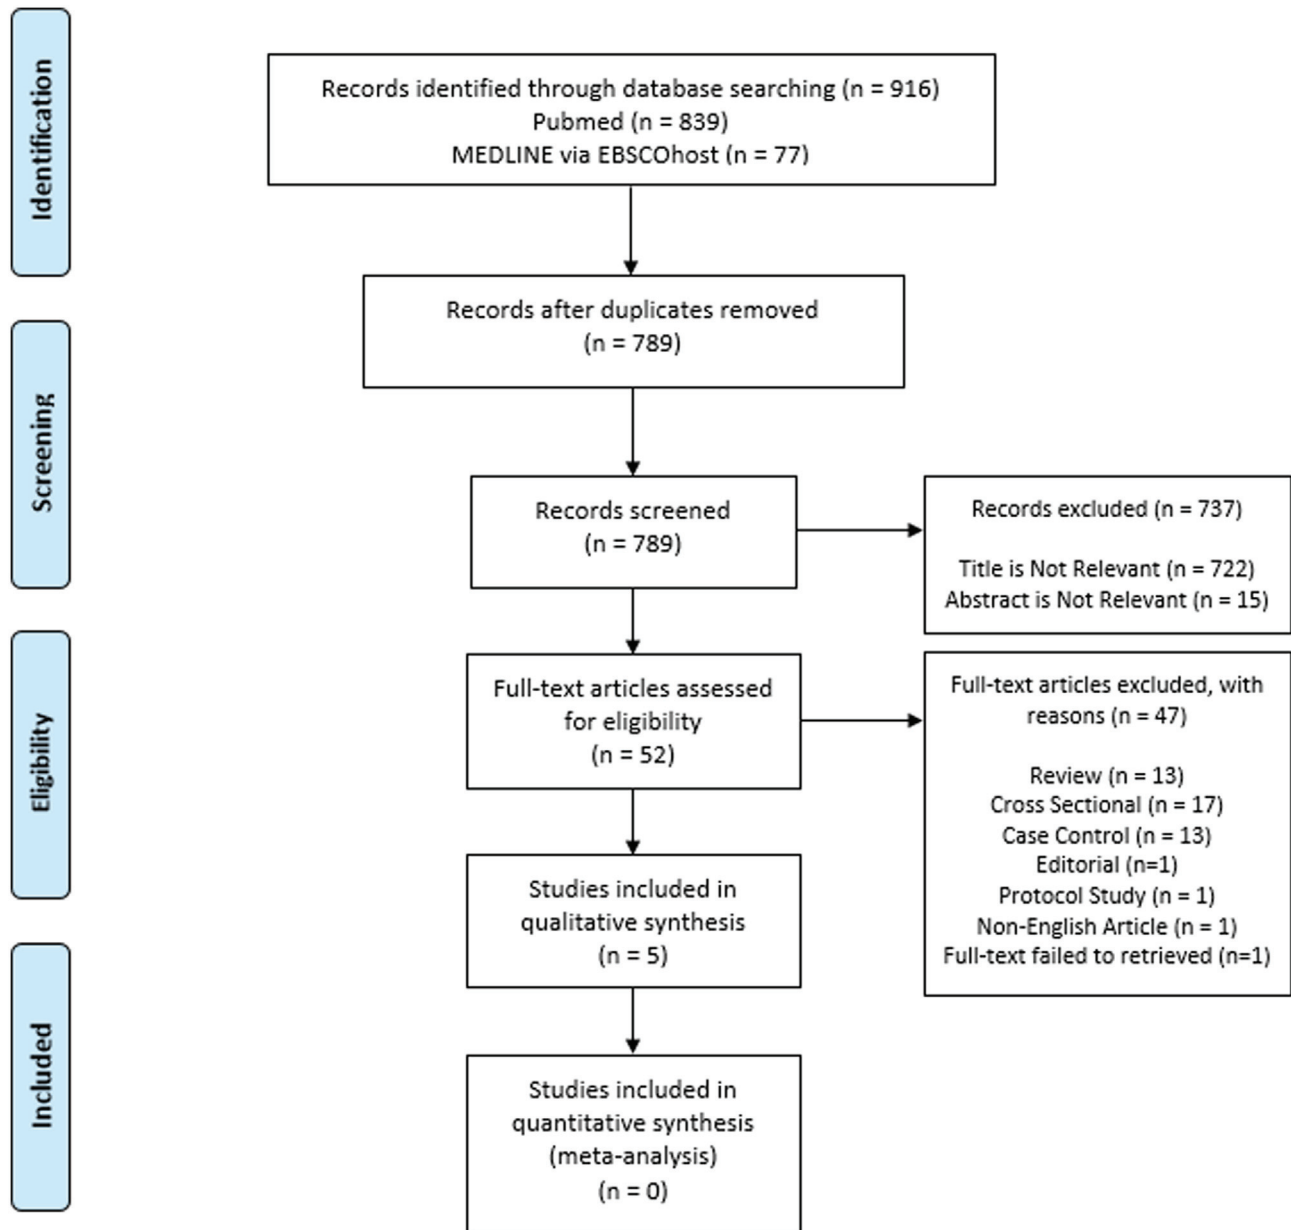 Identification
Records identified through database searching (n = 916)
Pubmed (n = 839)
MEDLINE via EBSCOhost (n = 77)
Records after duplicates removed
(n = 789)
Screening
Records screened
(n = 789)
Records excluded (n = 737)
Title is Not Relevant (n = 722)
Abstract is Not Relevant (n = 15)
Eligibility
Full-text articles assessed
for eligibility
(n = 52)
Full-text articles excluded, with
reasons (n = 47)
Review (n = 13)
Cross Sectional (n = 17)
Case Control (n = 13)
Editorial (n=1)
Protocol Study (n = 1)
Non-English Article (n = 1)
Full-text failed to retrieved (n=1)
Studies included in
qualitative synthesis
(n = 5)
Included
Studies included in
quantitative synthesis
(meta-analysis)
(n = 0)